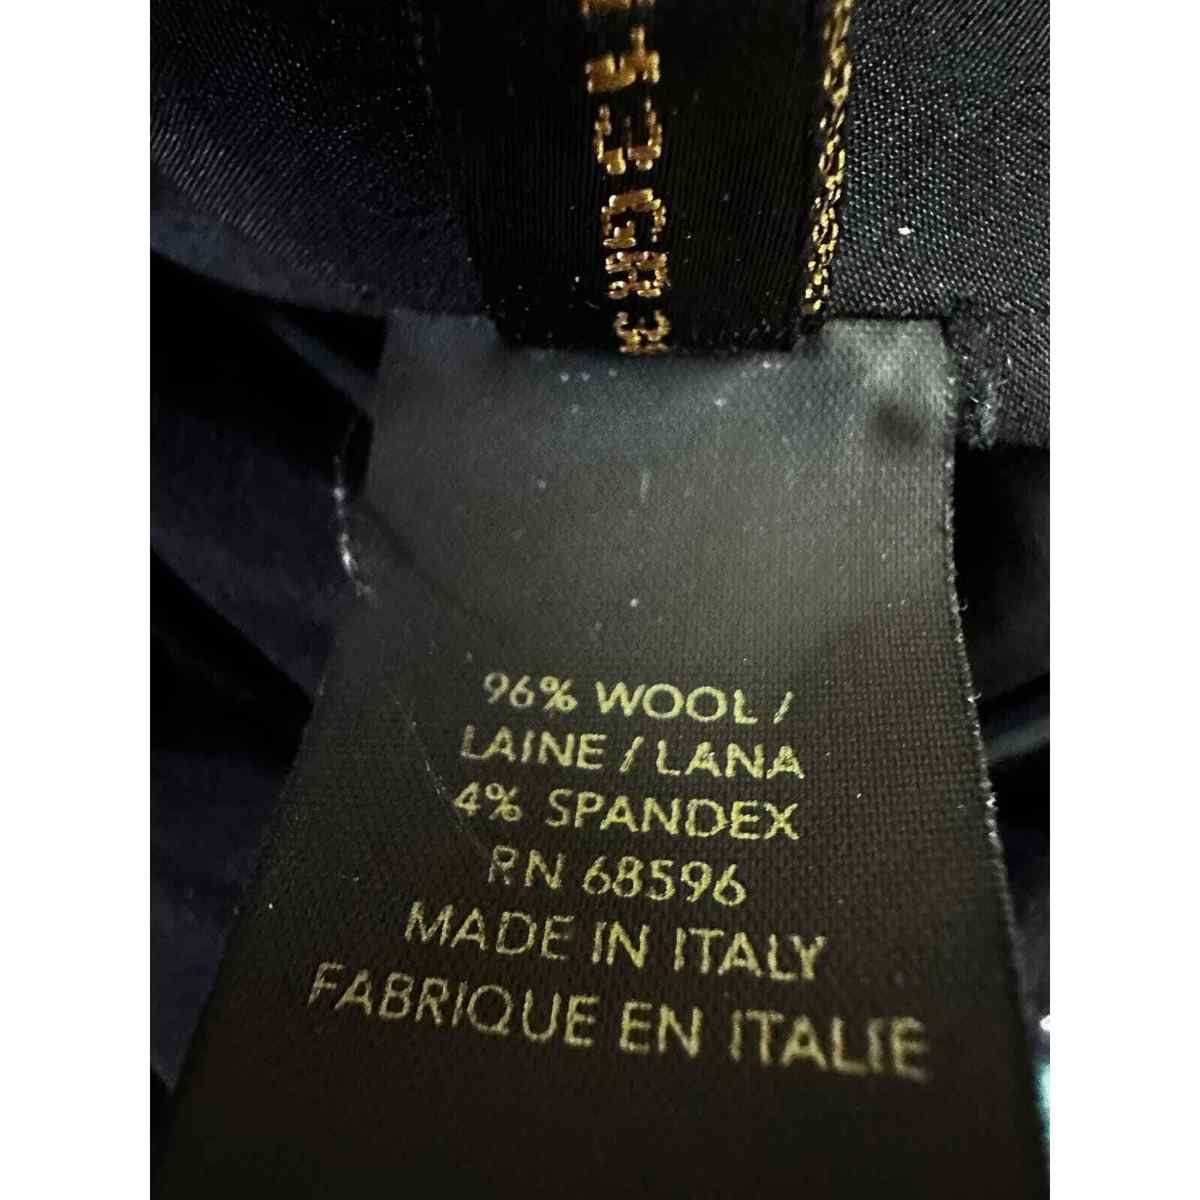 96% WOOL /
LAINE / LANA
4% SPANDEX
RN 68596
MADE IN ITALY
FABRIQUE EN ITALIE